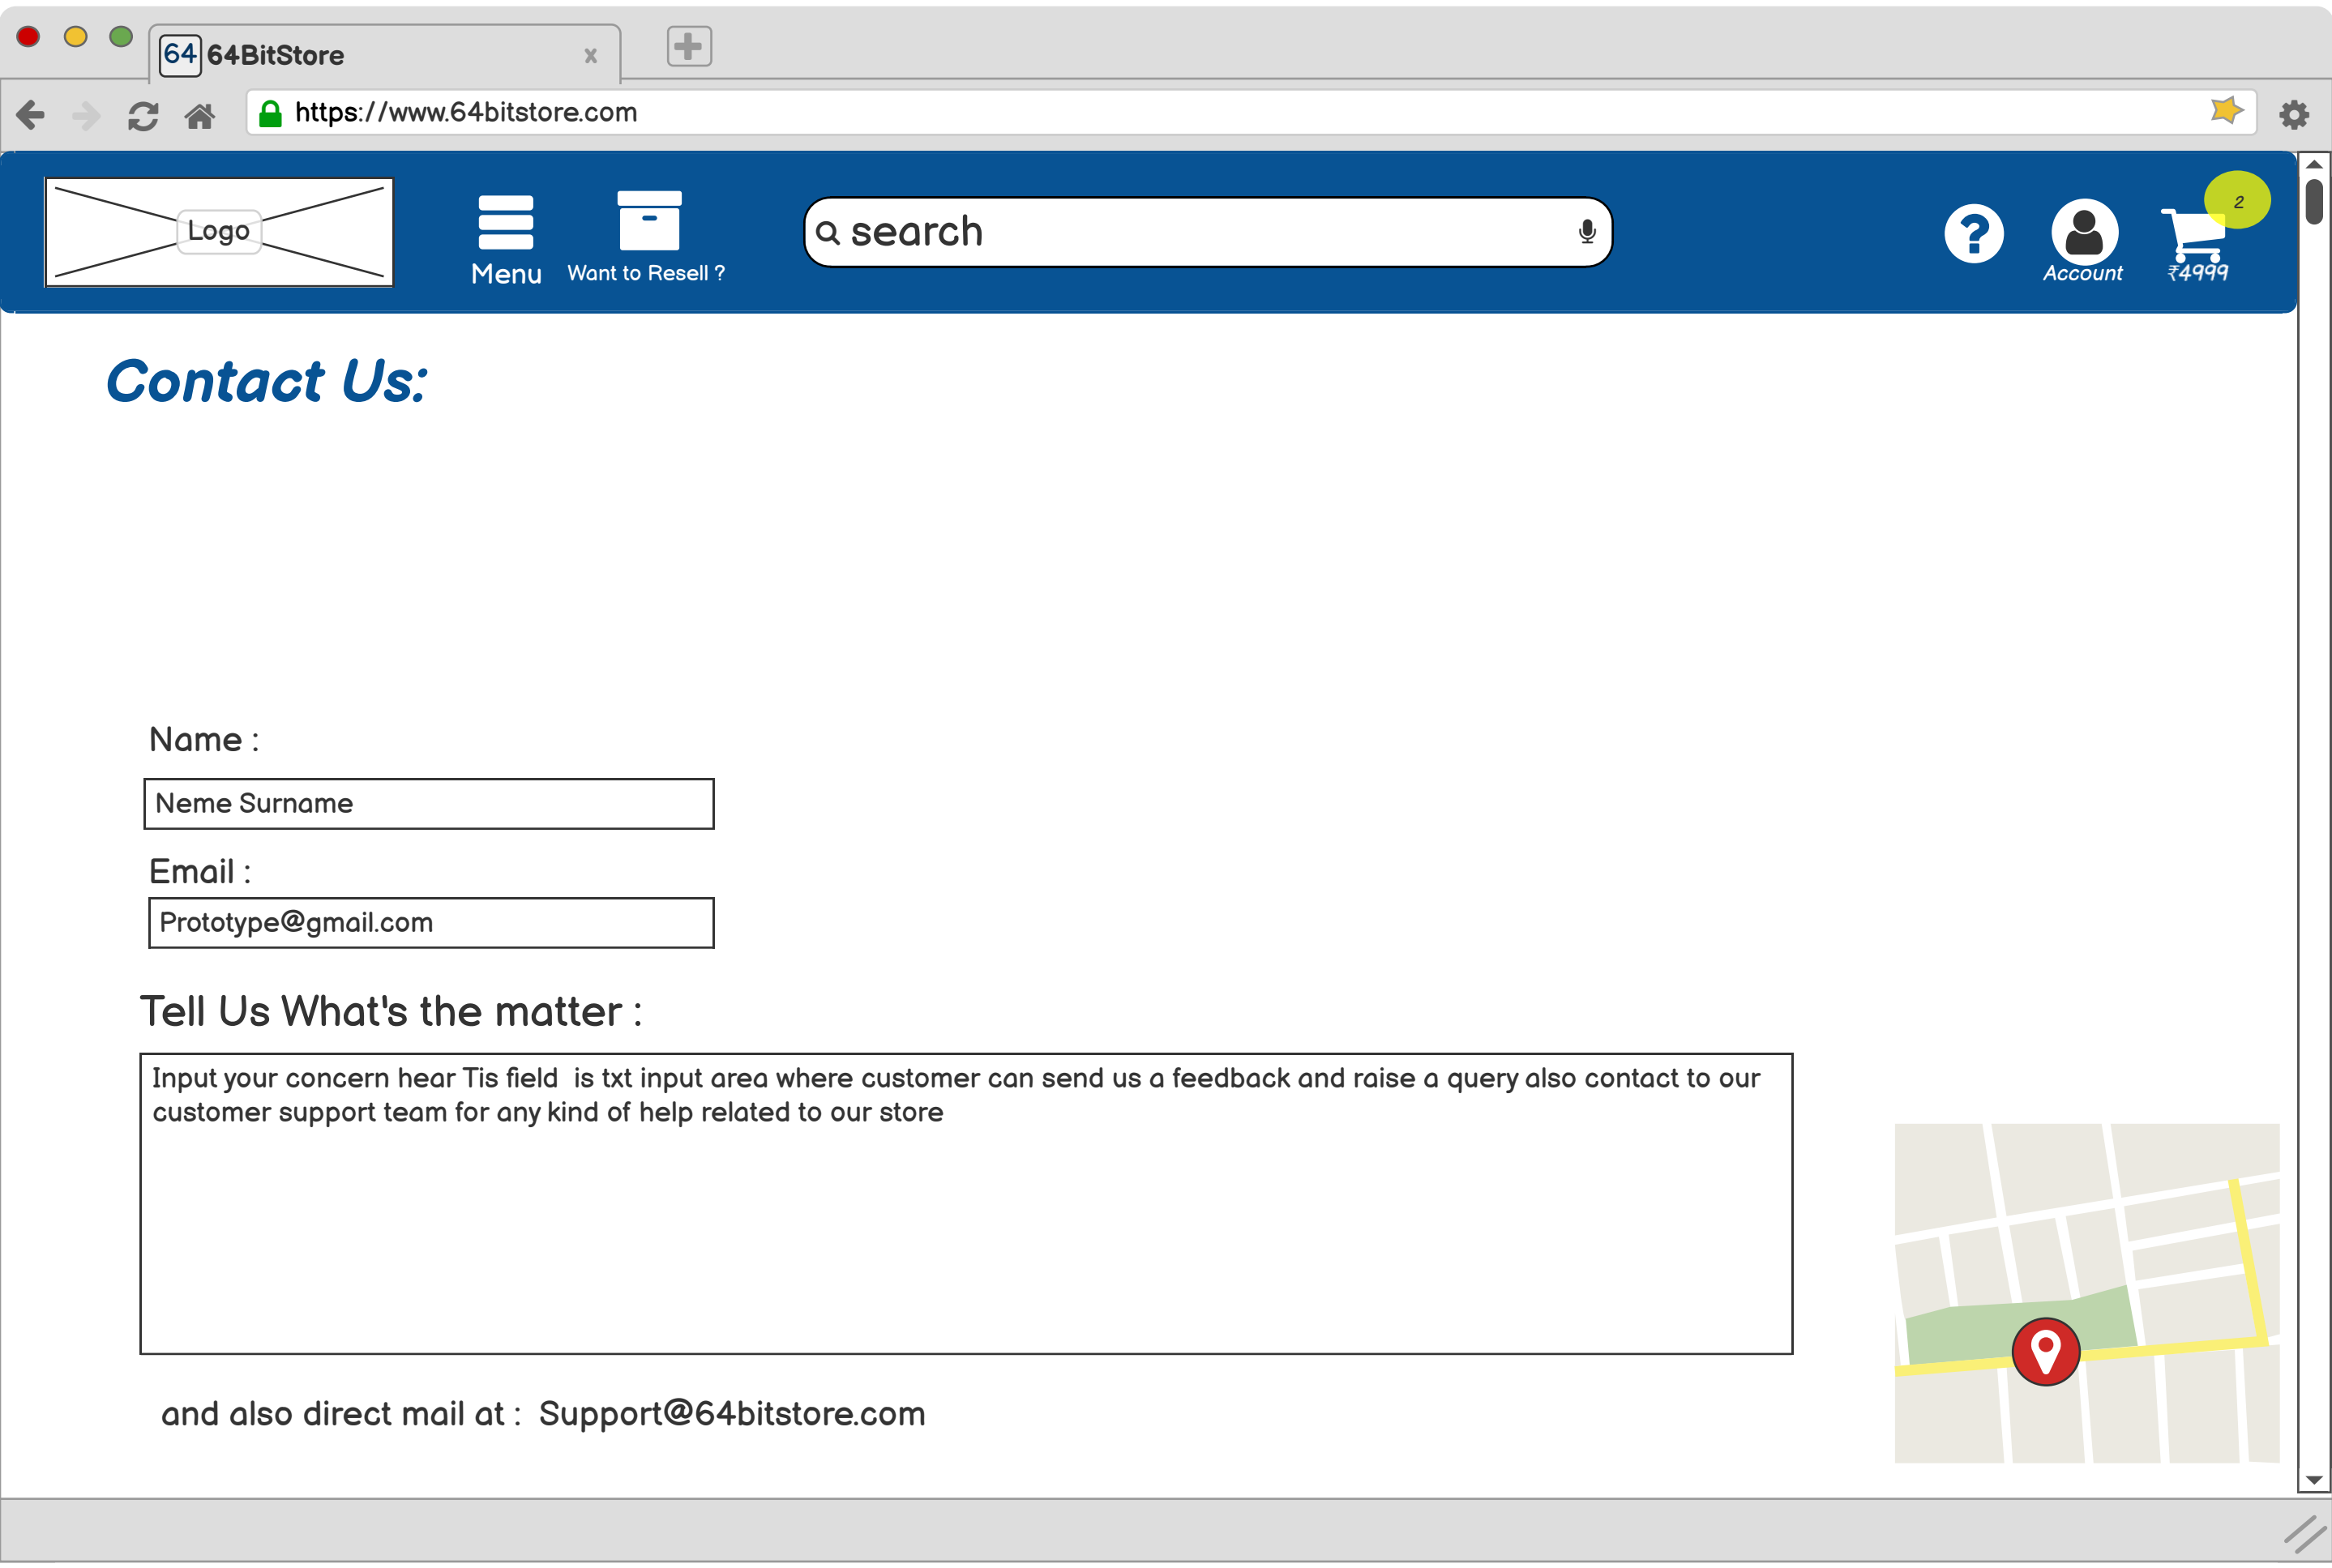 64 64BitStore x
https://www.64bitstore.com
Logo
Menu
Want to Resell ?
search
?
Account
2
₹4999
Contact Us:
Name :
Neme Surname
Email :
Prototype@gmail.com
Tell Us What's the matter :
Input your concern hear Tis field  is txt input area where customer can send us a feedback and raise a query also contact to our
customer support team for any kind of help related to our store
and also direct mail at :  Support@64bitstore.com